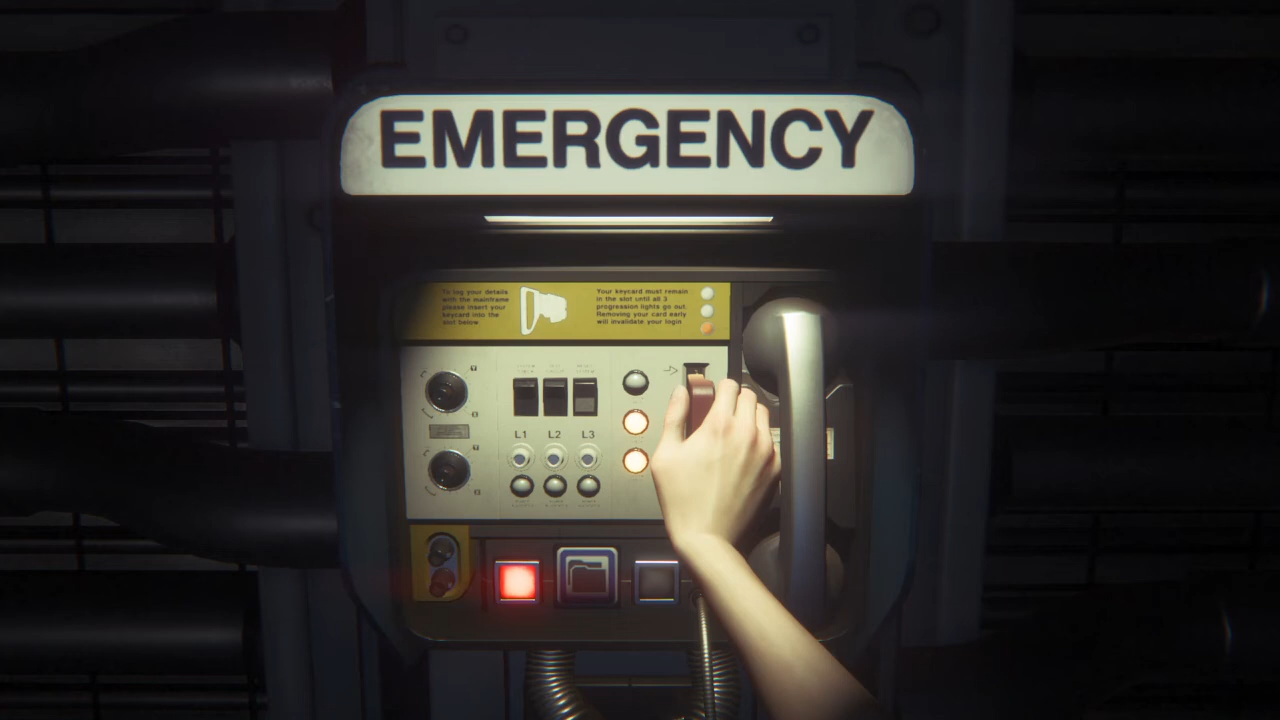 EMERGENCY
To log your details
with the mainframe
please insert your
keycard into the
slot below.
Your keycard must remain
in the slot until all 3
progression lights go out.
Removing your card early
will invalidate your login
L1 L2 L3